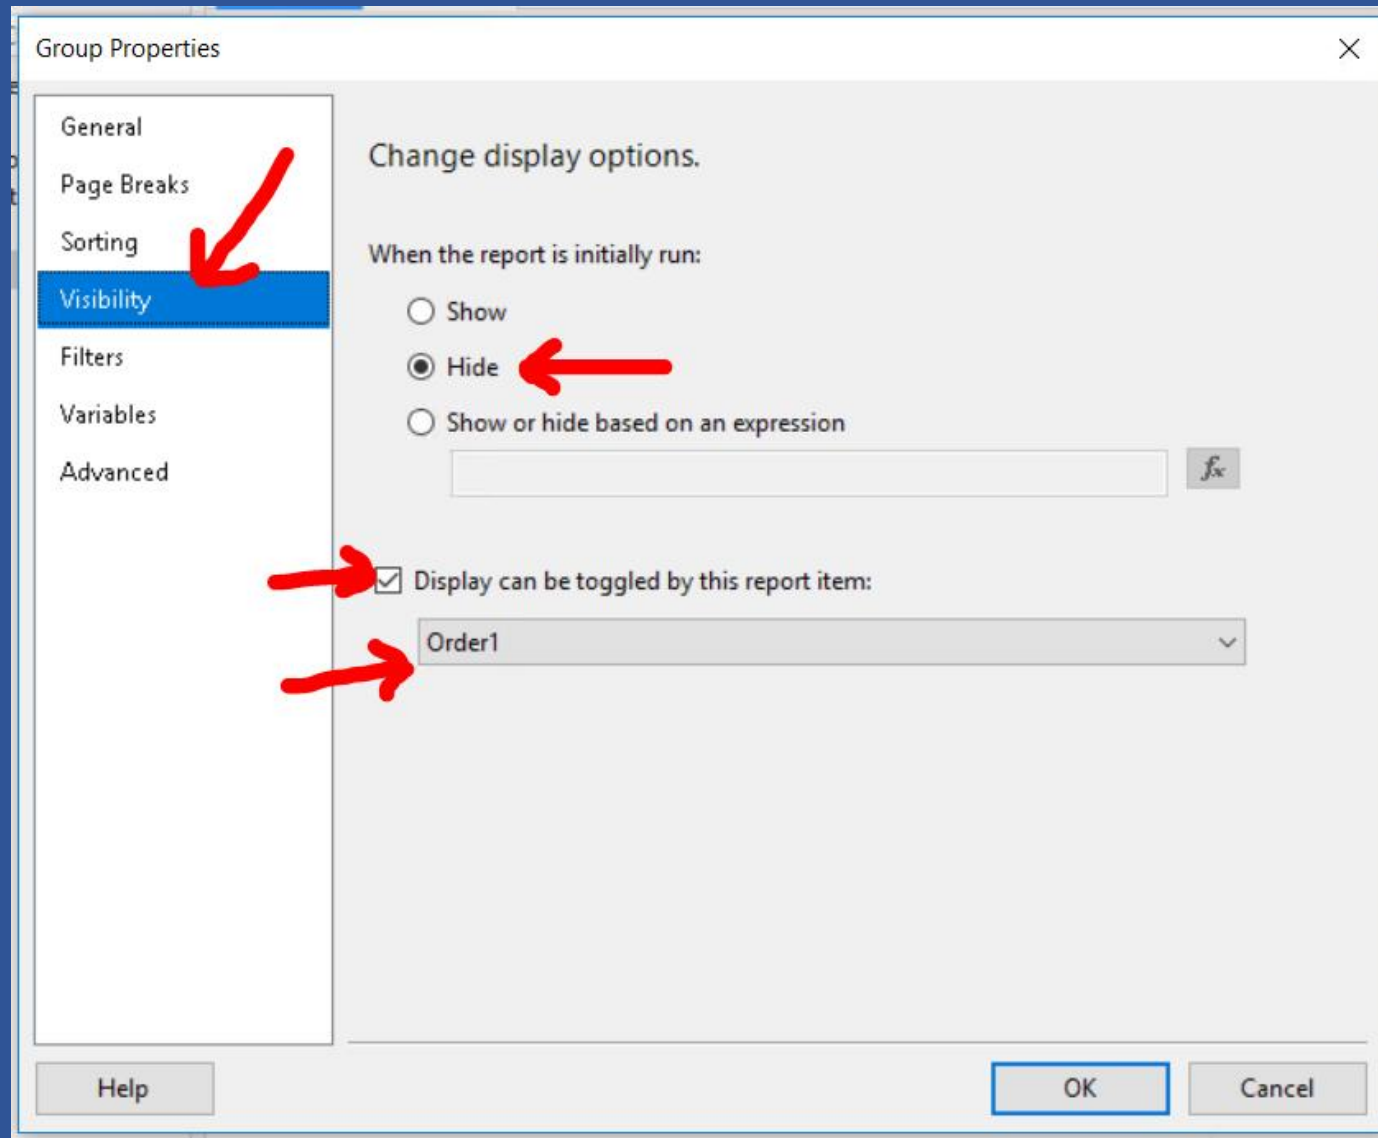 Group Properties
General
Page Breaks
Sorting
Visibility
Filters
Variables
Advanced
Change display options.
When the report is initially run:
Show
Hide
Show or hide based on an expression
fx
Display can be toggled by this report item:
Order1
Help
OK
Cancel